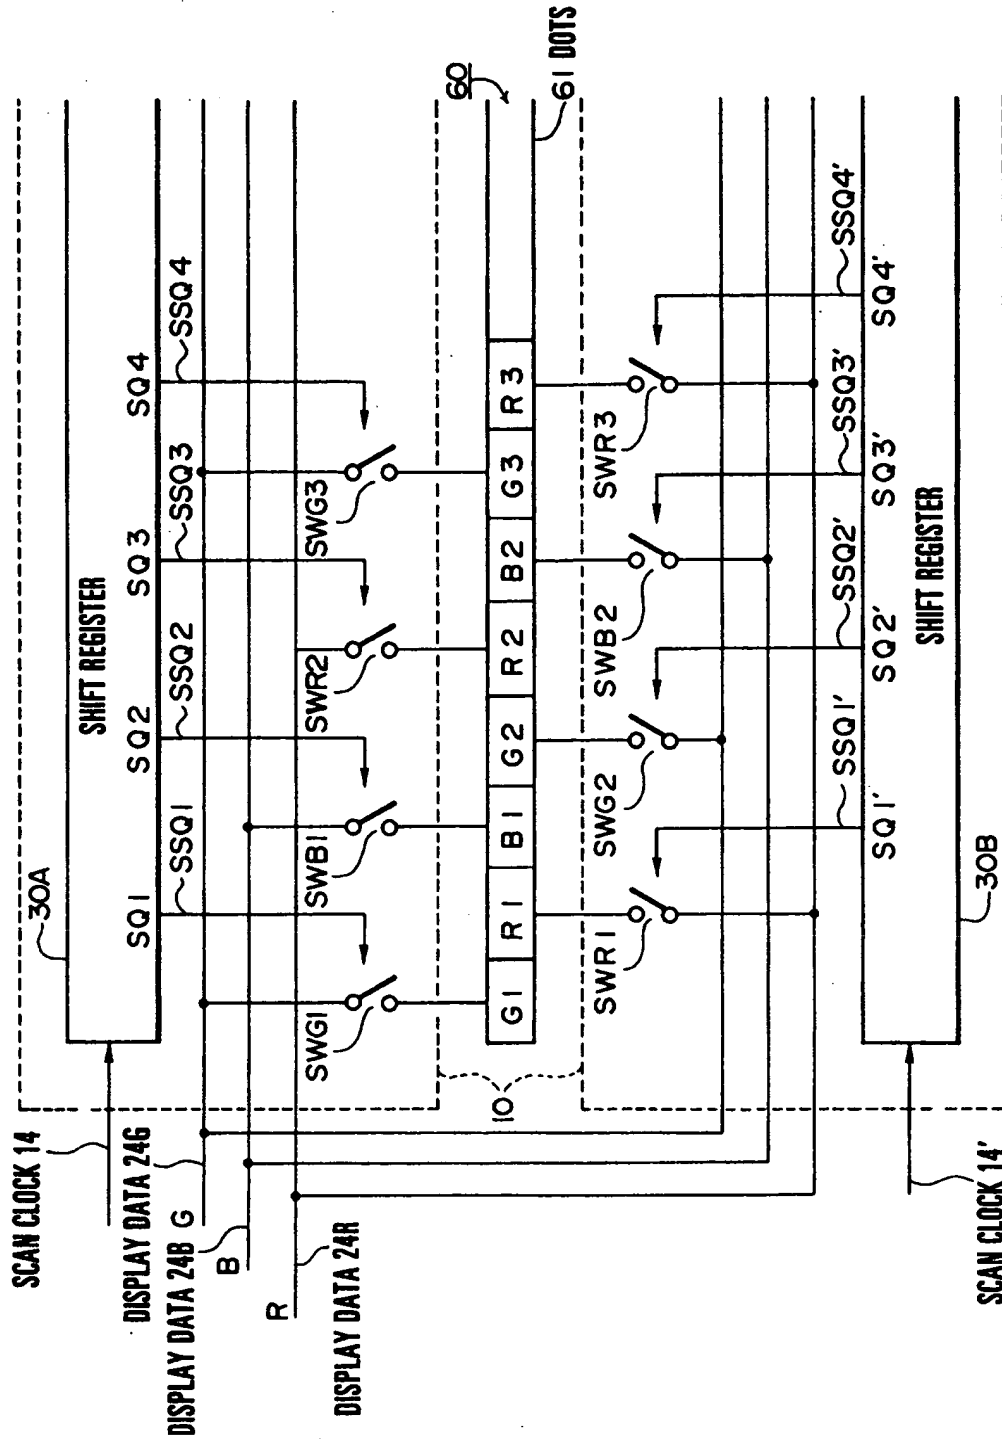 SCAN CLOCK 14
30A
SHIFT REGISTER
SQ1
SQ2
SQ3
SQ4
SSQ1
SSQ2
SSQ3
SSQ4
DISPLAY DATA 24G
G
DISPLAY DATA 24B
B
R
DISPLAY DATA 24R
SWG1
SWB1
SWR2
SWG3
10
60
G1
R1
B1
G2
R2
B2
G3
R3
61 DOTS
SWR1
SWG2
SWB2
SWR3
SSQ1'
SSQ2'
SSQ3'
SSQ4'
SQ1'
SQ2'
SQ3'
SQ4'
SHIFT REGISTER
30B
SCAN CLOCK 14'